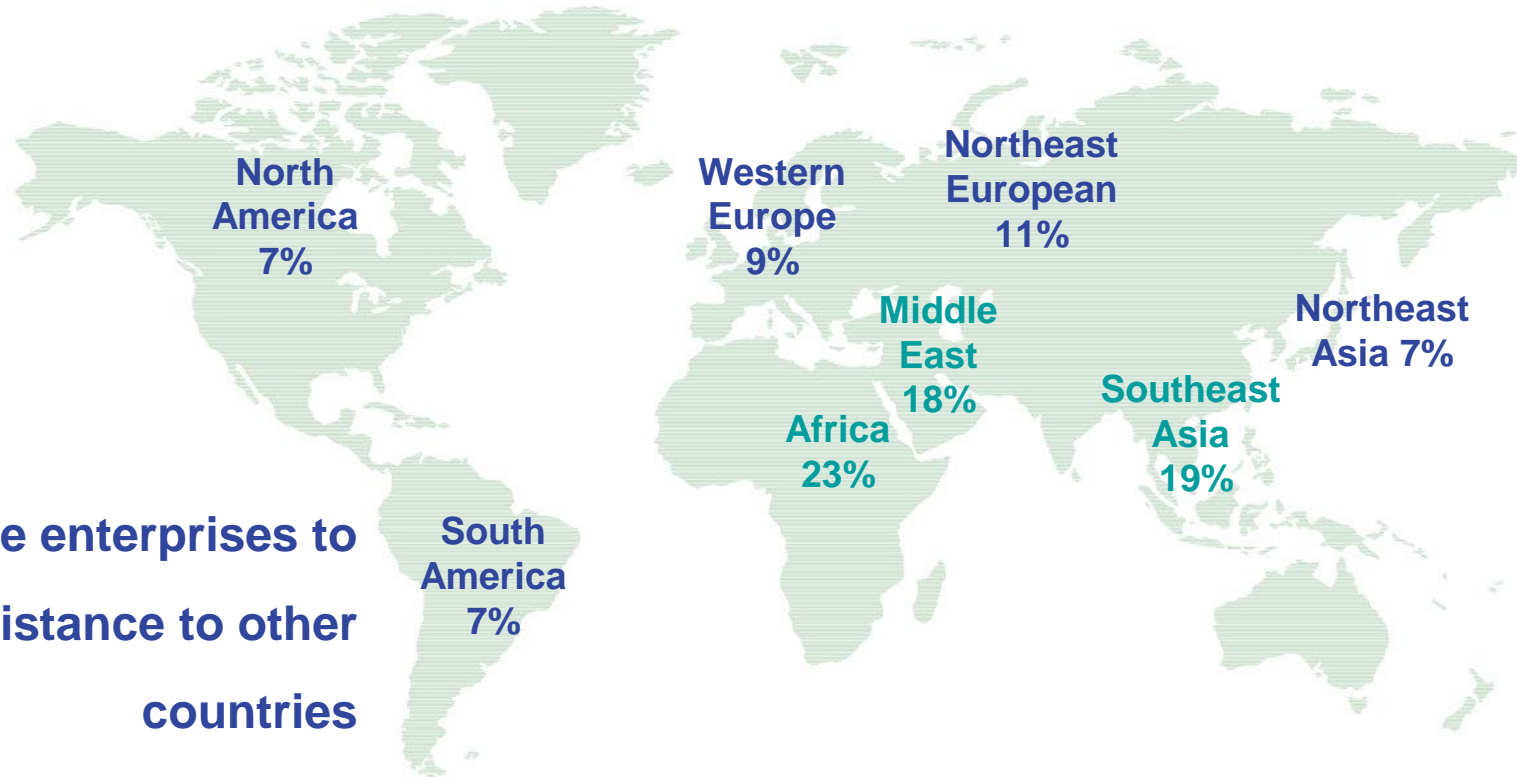 North
America
7%
Western
Europe
9%
Northeast
European
11%
Middle
East
18%
Northeast
Asia 7%
Africa
23%
Southeast
Asia
19%
South
America
7%
e enterprises to
istance to other
countries